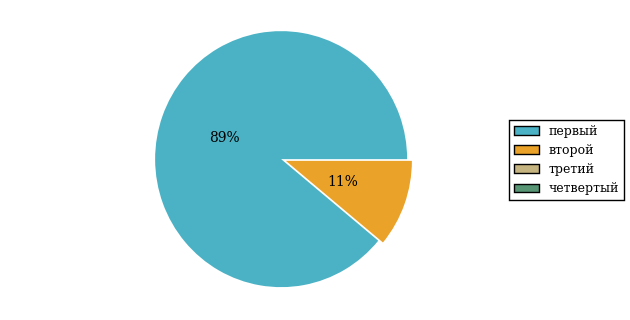 89%
11%
первый
второй
третий
четвертый